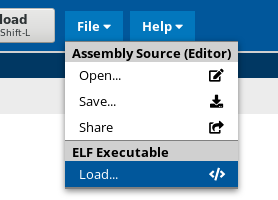 load
Shift-L
File
Help
Assembly Source (Editor)
Open...
Save...
Share
ELF Executable
Load...